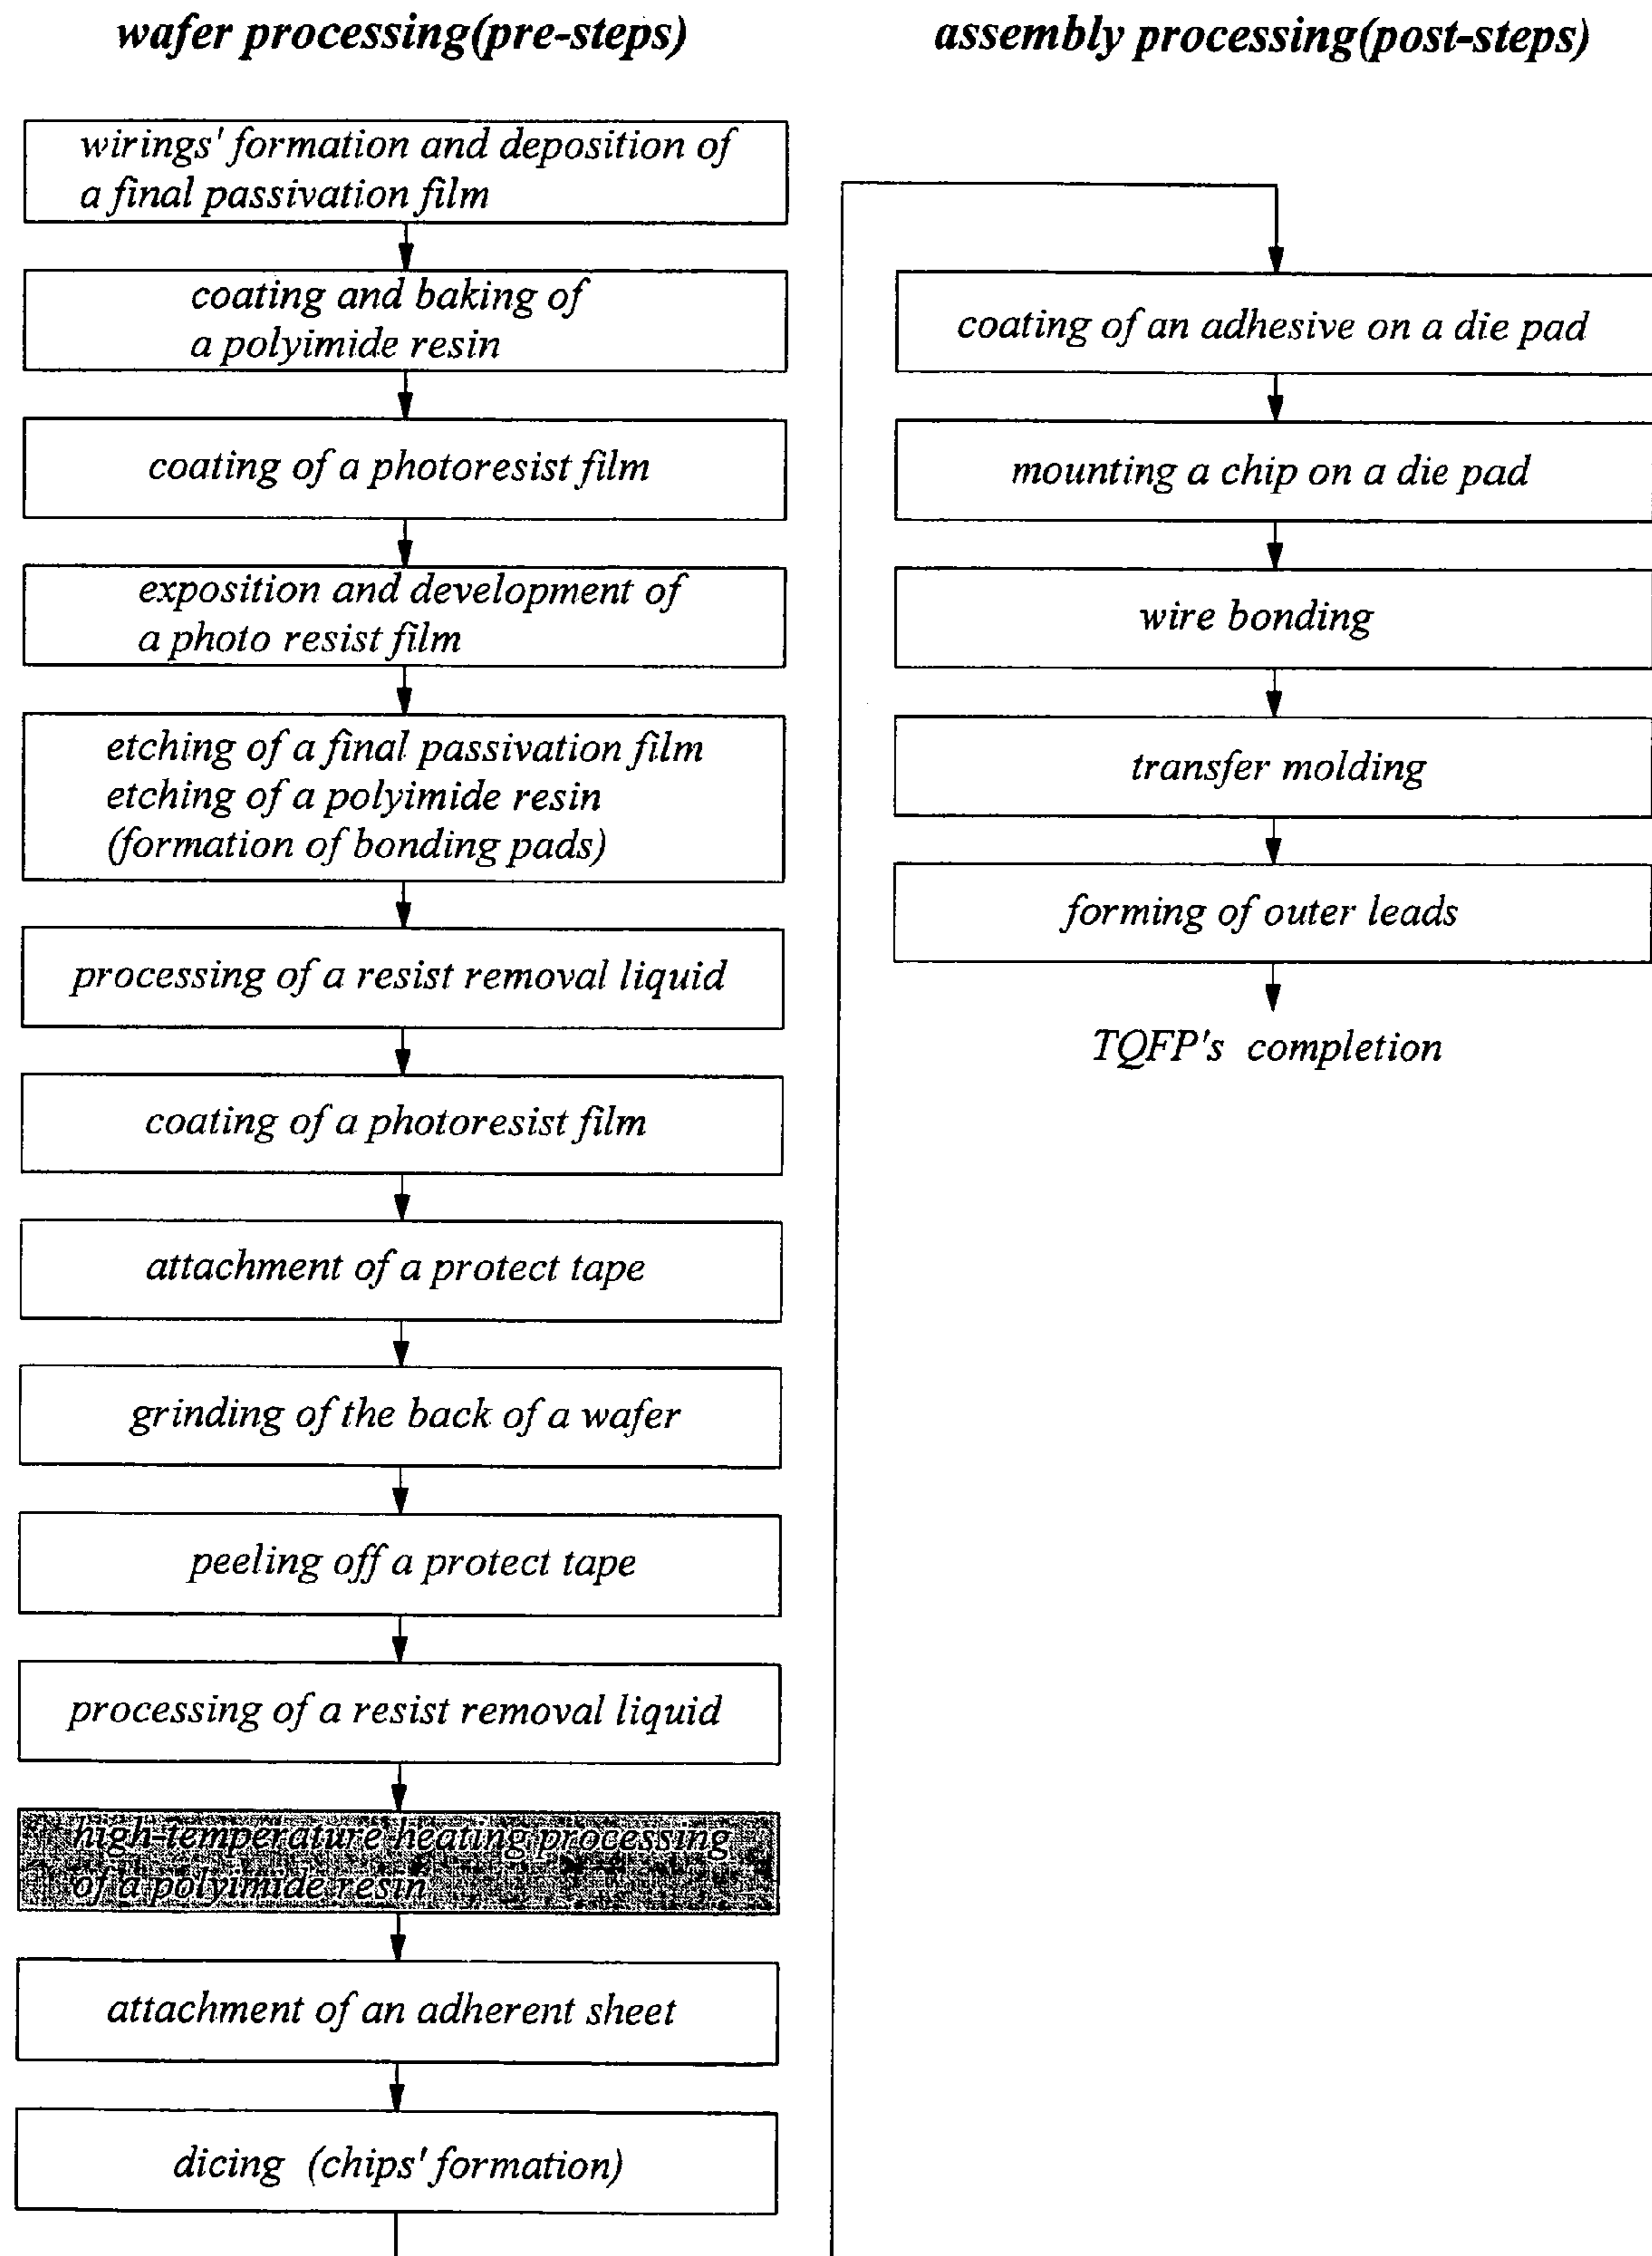 wafer processing(pre-steps)
wirings' formation and deposition of
a final passivation film
coating and baking of
a polyimide resin
coating of a photoresist film
exposition and development of
a photo resist film
etching of a final passivation film
etching of a polyimide resin
(formation of bonding pads)
processing of a resist removal liquid
coating of a photoresist film
attachment of a protect tape
grinding of the back of a wafer
peeling off a protect tape
processing of a resist removal liquid
high-temperature heating processing
of a polyimide resin
attachment of an adherent sheet
dicing (chips' formation)
assembly processing(post-steps)
coating of an adhesive on a die pad
mounting a chip on a die pad
wire bonding
transfer molding
forming of outer leads
TQFP's completion